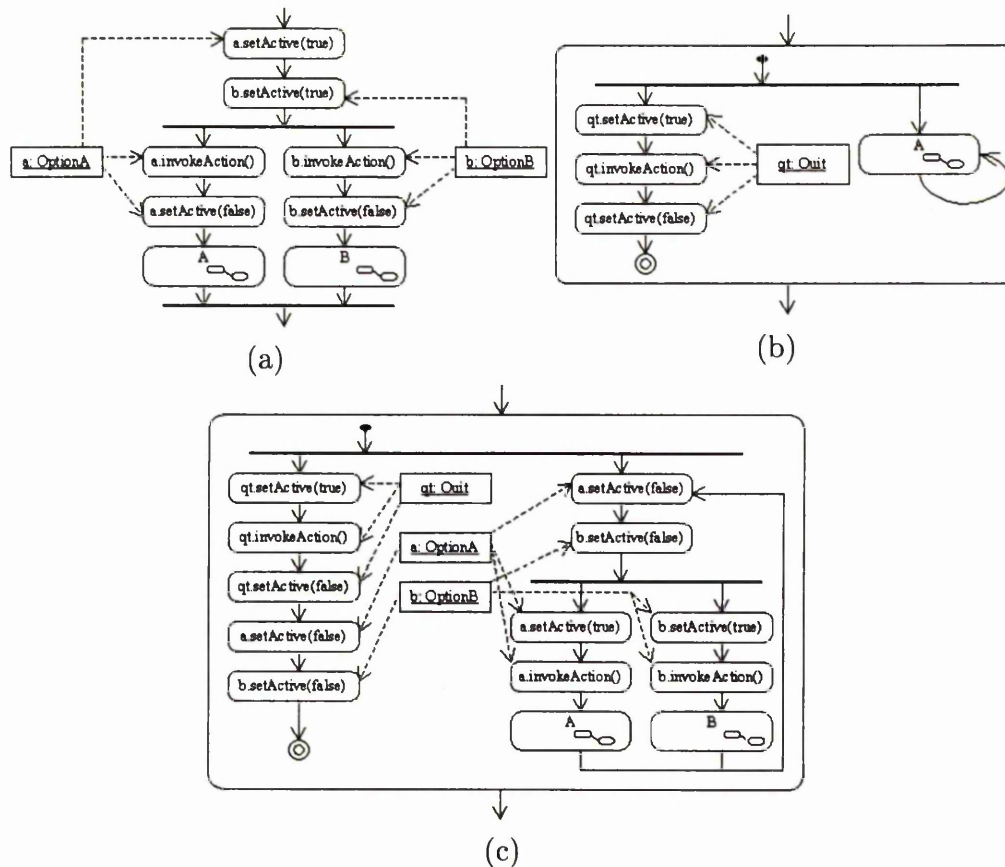 a.setActive(true)
b.setActive(true)
a: OptionA
a.invokeAction()
b.invokeAction()
b: OptionB
a.setActive(false)
b.setActive(false)
A
B
(a)
qt.setActive(true)
qt.invokeAction()
qt.setActive(false)
qt: Quit
A
(b)
qt.setActive(true)
qt.invokeAction()
qt.setActive(false)
a.setActive(false)
b.setActive(false)
qt: Quit
a: OptionA
b: OptionB
a.setActive(false)
b.setActive(false)
a.setActive(true)
b.setActive(true)
a.invokeAction()
b.invokeAction()
A
B
(c)